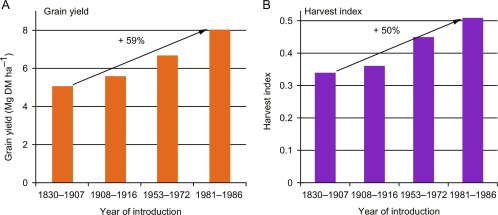 A
Grain yield
8
6
4
2
0
Grain yield (Mg DM ha⁻¹)
+ 59%
1830–1907 1908–1916 1953–1972 1981–1986
Year of introduction
B
Harvest index
0.5
0.4
0.3
0.2
0.1
0
Harvest index
+ 50%
1830–1907 1908–1916 1953–1972 1981–1986
Year of introduction